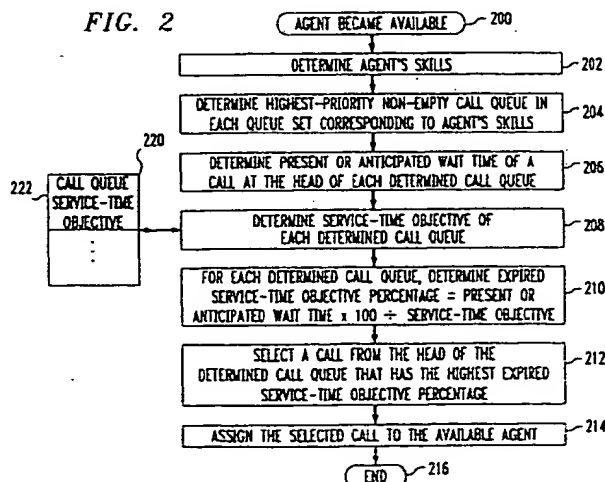 FIG. 2
AGENT BECAME AVAILABLE
200
DETERMINE AGENT'S SKILLS
202
DETERMINE HIGHEST-PRIORITY NON-EMPTY CALL QUEUE IN
EACH QUEUE SET CORRESPONDING TO AGENT'S SKILLS
204
220
222
CALL QUEUE
SERVICE-TIME
OBJECTIVE
DETERMINE PRESENT OR ANTICIPATED WAIT TIME OF A
CALL AT THE HEAD OF EACH DETERMINED CALL QUEUE
206
DETERMINE SERVICE-TIME OBJECTIVE OF
EACH DETERMINED CALL QUEUE
208
FOR EACH DETERMINED CALL QUEUE, DETERMINE EXPIRED
SERVICE-TIME OBJECTIVE PERCENTAGE = PRESENT OR
ANTICIPATED WAIT TIME x 100 ÷ SERVICE-TIME OBJECTIVE
210
SELECT A CALL FROM THE HEAD OF THE
DETERMINED CALL QUEUE THAT HAS THE HIGHEST EXPIRED
SERVICE-TIME OBJECTIVE PERCENTAGE
212
ASSIGN THE SELECTED CALL TO THE AVAILABLE AGENT
214
END
216